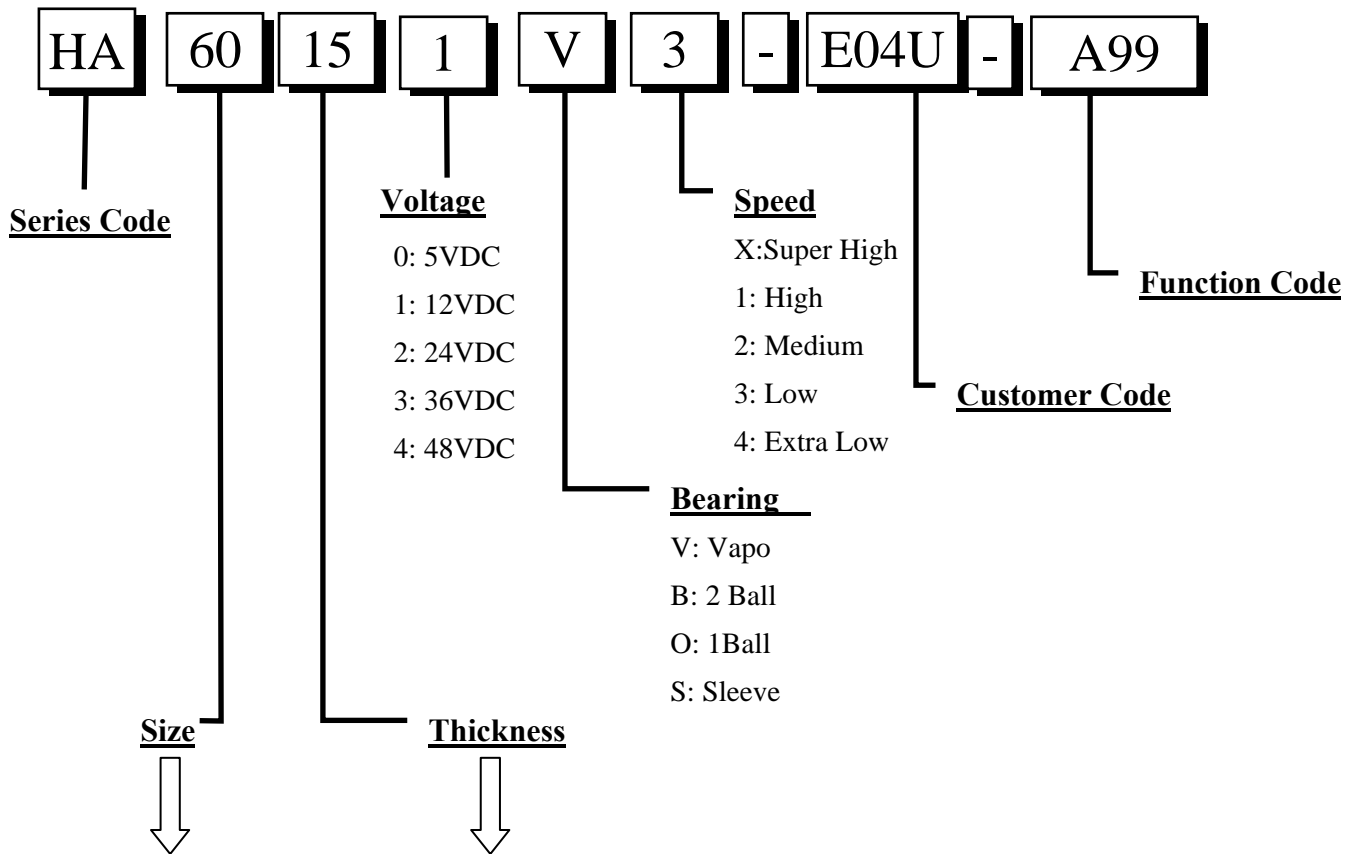 HA 60 15 1 V 3 - E04U - A99
Series Code
Voltage
0: 5VDC
1: 12VDC
2: 24VDC
3: 36VDC
4: 48VDC
Speed
X:Super High
1: High
2: Medium
3: Low
4: Extra Low
Function Code
Customer Code
Bearing
V: Vapo
B: 2 Ball
O: 1Ball
S: Sleeve
Size
Thickness